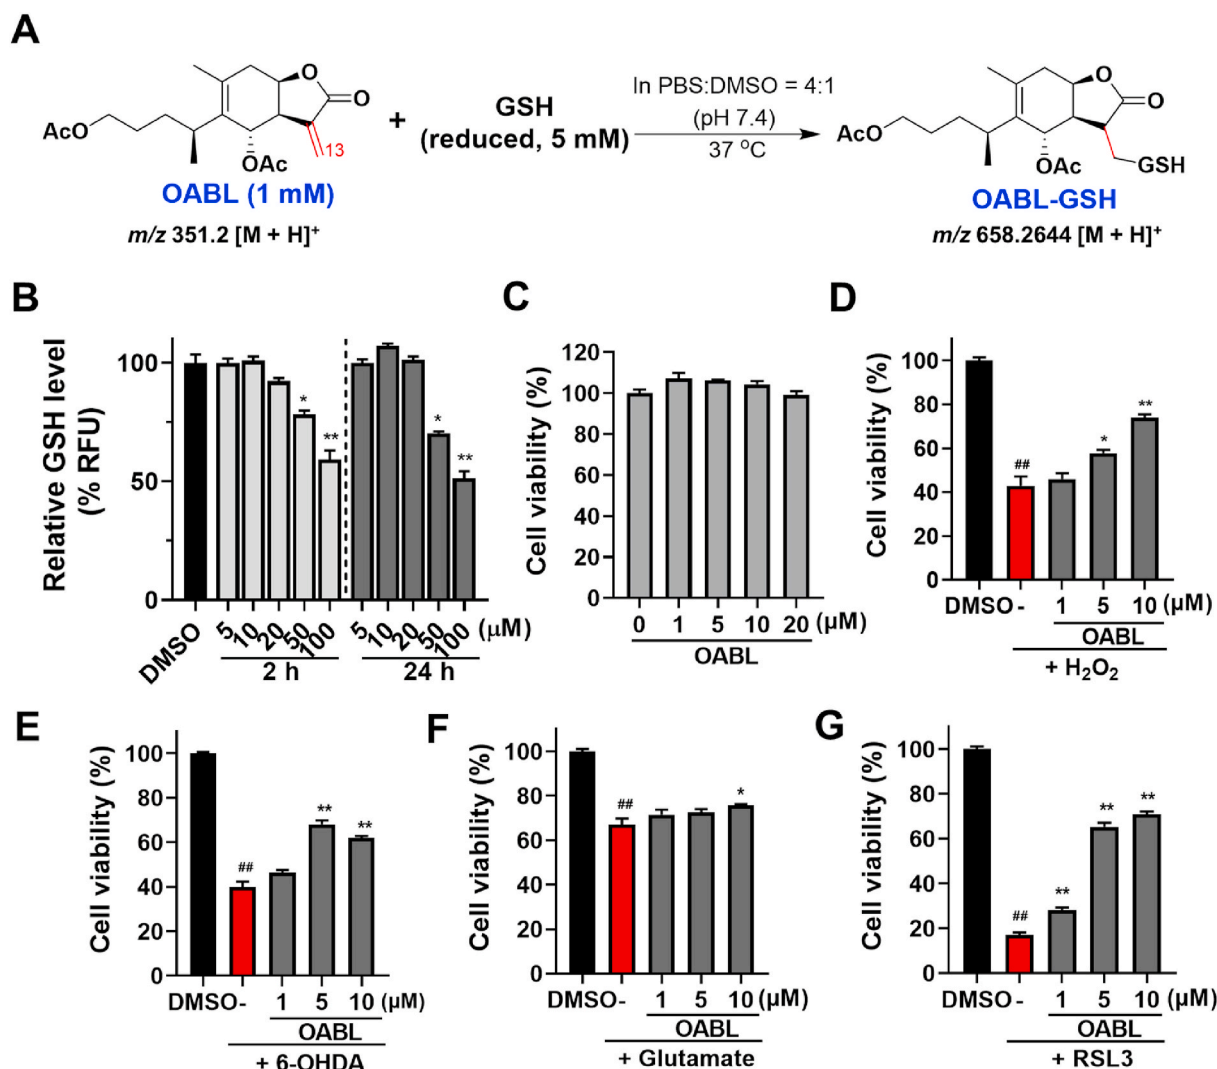 A
O
O
AcO
OAc
13
OABL (1 mM)
m/z 351.2 [M + H]⁺
+
GSH
(reduced, 5 mM)
In PBS:DMSO = 4:1
(pH 7.4)
37 °C
O
O
AcO
OAc
GSH
OABL-GSH
m/z 658.2644 [M + H]⁺
B
Relative GSH level
(% RFU)
100
50
0
*
**
*
**
DMSO 5 10 20 50 100 5 10 20 50 100 (μM)
2 h 24 h
C
Cell viability (%)
120
100
80
60
40
20
0
0 1 5 10 20 (μM)
OABL
D
Cell viability (%)
100
80
60
40
20
0
##
*
**
DMSO - 1 5 10 (μM)
OABL
+ H₂O₂
E
Cell viability (%)
100
80
60
40
20
0
##
**
**
DMSO - 1 5 10 (μM)
OABL
+ 6-OHDA
F
Cell viability (%)
100
80
60
40
20
0
##
*
DMSO - 1 5 10 (μM)
OABL
+ Glutamate
G
Cell viability (%)
100
80
60
40
20
0
##
**
**
**
DMSO - 1 5 10 (μM)
OABL
+ RSL3